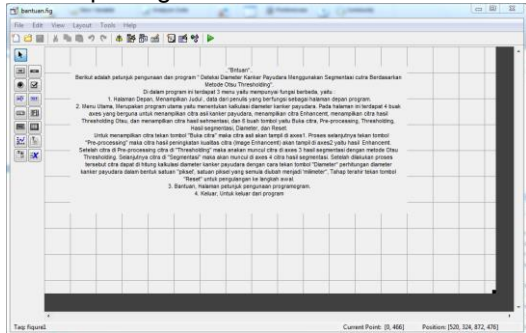 bantuan.fig
File Edit View Layout Tools Help
.."Bntuan"..
Berikut adalah petunjuk pengunaan dan program " Deteksi Diameter Kanker Payudara Menggunakan Segmentasi cutra Berdasarkan
Metode Otsu Thresholding".
Di dalam program ini terdapat 3 menu yaitu mempunyai fungsi berbeda, yaitu :
1. Halaman Depan, Menampilkan Judul , data dari penulis yang berfungsi sebagai halaman depan program.
2. Menu Utama, Merupakan program utama yaitu menentukan kalkulasi diameter kanker payudara. Pada halaman ini terdapat 4 buak
axes yang berguna untuk menampilkan citra asli kanker payudara, menampilkan citra Enhancemt, menampilkan citra hasil
Thresholding Otsu, dan menampilkan citra hasil sehmentasi, dan 6 buah tombol yaitu Buka citra, Pre-processing, Thresholding,
Hasil segmentasi, Diameter, dan Reset
Untuk menampilkan citra tekan tombol "Buka citra" maka citra asli akan tampil di axes1. Proses selanjutnya tekan tombol
"Pre-processing" maka citra hasil peningkatan kualitas citra (Image Enhancemt) akan tampil di axes2 yaitu hasil Enhancemt.
Setelah citra di Pre-processing citra di "Thresholding" maka anakan muncul citra di axes 3 hasil segmentasi dengan metode Otsu
Thresholding. Selanjutnya citra di "Segmentasi" maka akan muncul di axes 4 citra hasil segmentasi. Setelah dilakukan proses
tersebut citra dapat di hitung kalkulasi diameter kanker payudara dengan cara tekan tombol "Diameter" perhitungan diameter
kanker payudara dalam bentuk satuan "piksel', satuan piksel yang semula diubah menjadi 'milimeter', Tahap terahir tekan tombol
"Reset" untuk pengulangan ke langkah awal.
3. Bantuan, Halaman petunjuk pengunaan programogram.
4. Keluar, Untuk keluar dari program
Tag: figure1 Current Point: [0, 466] Position: [520, 324, 872, 476]